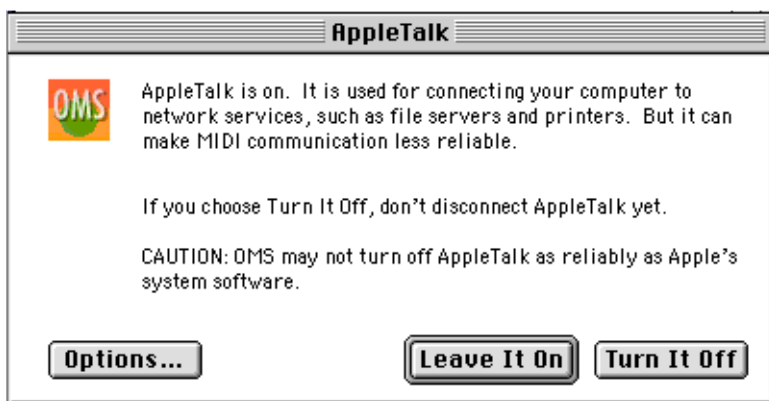 AppleTalk
OMS
AppleTalk is on. It is used for connecting your computer to
network services, such as file servers and printers. But it can
make MIDI communication less reliable.
If you choose Turn It Off, don't disconnect AppleTalk yet.
CAUTION: OMS may not turn off AppleTalk as reliably as Apple's
system software.
Options...
Leave It On
Turn It Off